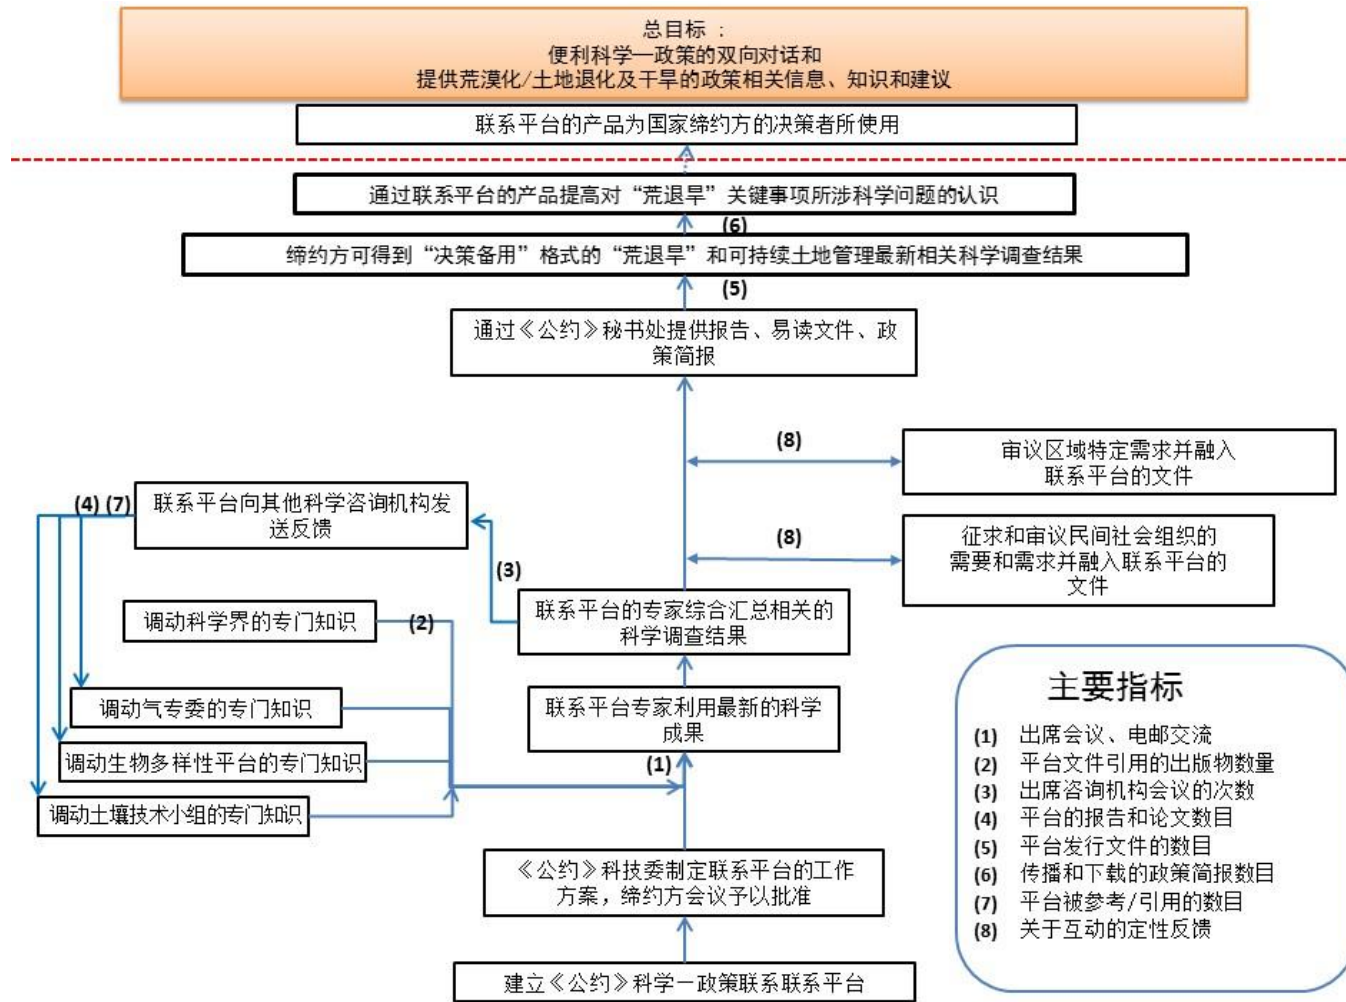 总目标 ：
便利科学—政策的双向对话和
提供荒漠化/土地退化及干旱的政策相关信息、知识和建议
联系平台的产品为国家缔约方的决策者所使用
通过联系平台的产品提高对“荒退旱”关键事项所涉科学问题的认识
(6)
缔约方可得到“决策备用”格式的“荒退旱”和可持续土地管理最新相关科学调查结果
(5)
通过《公约》秘书处提供报告、易读文件、政
策简报
(8)
审议区域特定需求并融入
联系平台的文件
(4) (7)
联系平台向其他科学咨询机构发
送反馈
(8)
征求和审议民间社会组织的
需要和需求并融入联系平台的
文件
(3)
联系平台的专家综合汇总相关的
科学调查结果
调动科学界的专门知识
(2)
调动气专委的专门知识
联系平台专家利用最新的科学
成果
调动生物多样性平台的专门知识
(1)
调动土壤技术小组的专门知识
《公约》科技委制定联系平台的工作
方案，缔约方会议予以批准
建立《公约》科学－政策联系联系平台
主要指标
(1) 出席会议、电邮交流
(2) 平台文件引用的出版物数量
(3) 出席咨询机构会议的次数
(4) 平台的报告和论文数目
(5) 平台发行文件的数目
(6) 传播和下载的政策简报数目
(7) 平台被参考/引用的数目
(8) 关于互动的定性反馈